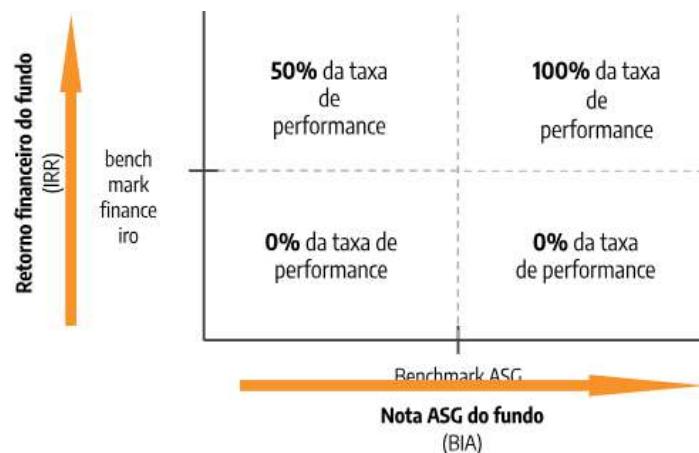 50% da taxa
de
performance
100% da taxa
de
performance
Retorno financeiro do fundo
(IRR)
bench
mark
finance
iro
0% da taxa de
performance
0% da taxa
de performance
Benchmark ASG
Nota ASG do fundo
(BIA)